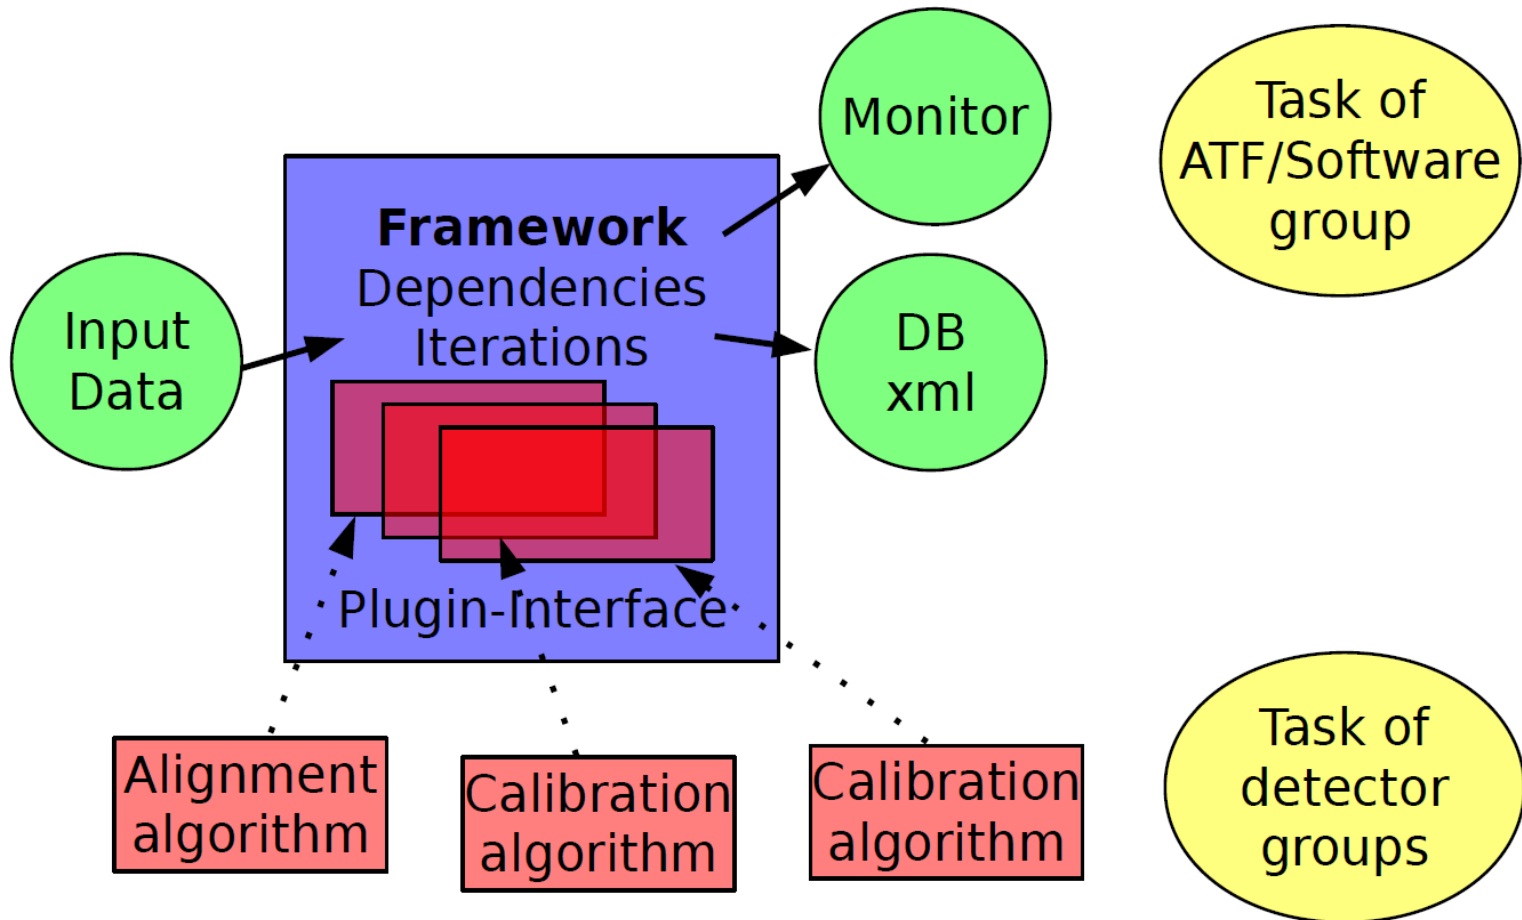 Monitor
Task of
ATF/Software
group
Framework
Dependencies
Iterations
Input
Data
DB
xml
Plugin-Interface
Alignment
algorithm
Calibration
algorithm
Calibration
algorithm
Task of
detector
groups